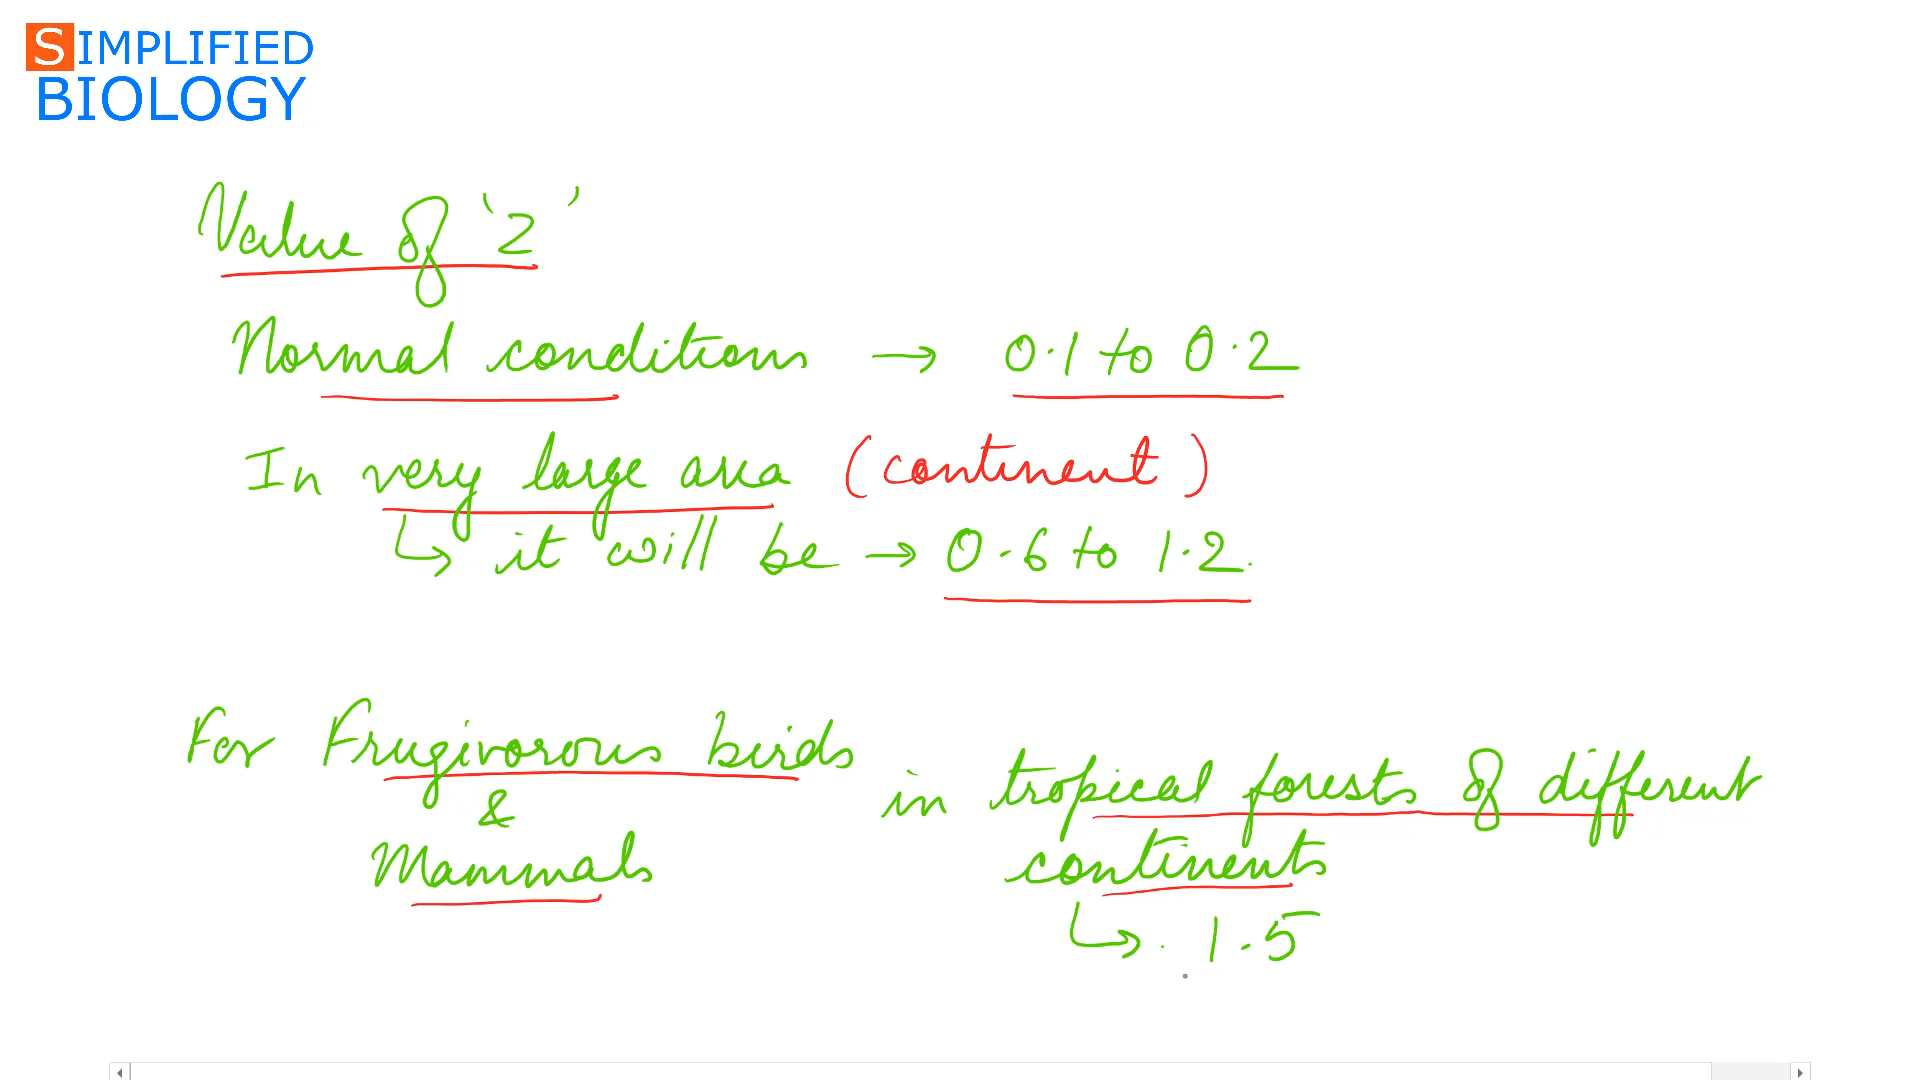 SIMPLIFIED
BIOLOGY
Value of 'Z'
Normal conditions → 0.1 to 0.2
In very large area (continent)
↳ it will be → 0.6 to 1.2.
For Frugivorous birds
&
Mammals
in tropical forests of different
continents
↳ . 1.5